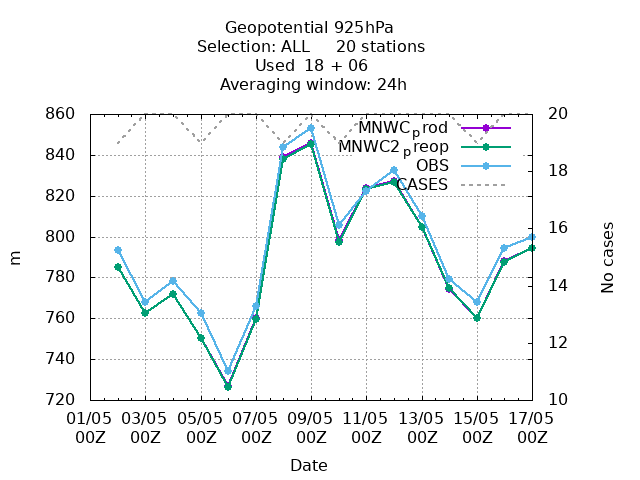 Geopotential 925hPa
Selection: ALL 20 stations
Used 18 + 06
Averaging window: 24h
860
840
820
800
780
760
740
720
m
20
18
16
14
12
10
No cases
MNWCprod
MNWC2preop
OBS
CASES
01/05 03/05 05/05 07/05 09/05 11/05 13/05 15/05 17/05
00Z 00Z 00Z 00Z 00Z 00Z 00Z 00Z 00Z
Date